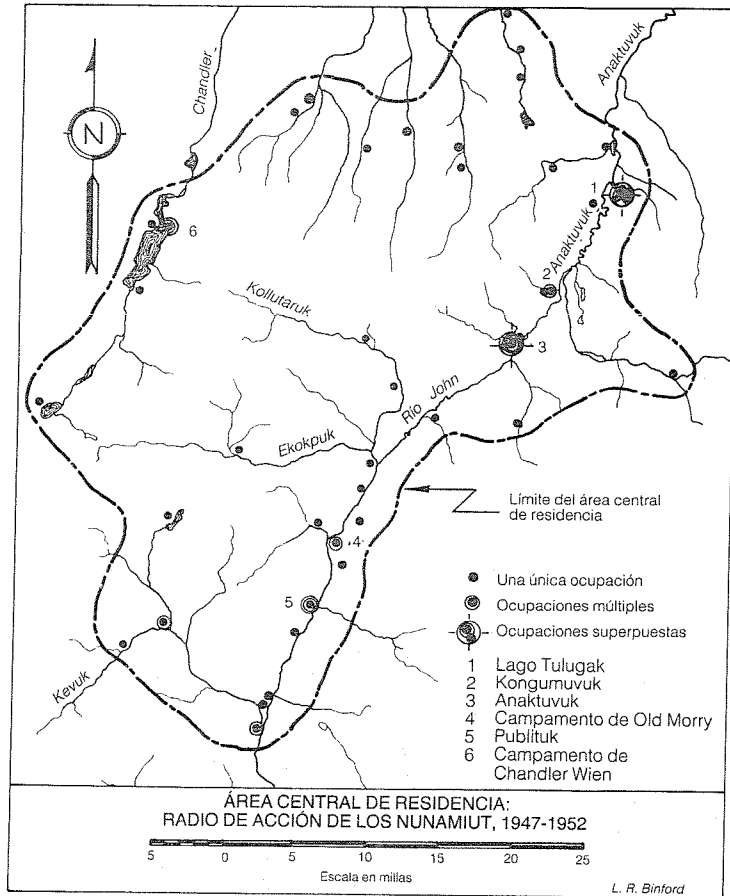 Chandler
Anaktuvuk
N
1
Anaktuvuk
6
2
Kollutaruk
3
Río John
Ekokpuk
Límite del área central
de residencia
4
5
Kevuk
Una única ocupación
Ocupaciones múltiples
Ocupaciones superpuestas
1 Lago Tulugak
2 Kongumuvuk
3 Anaktuvuk
4 Campamento de Old Morry
5 Publituk
6 Campamento de
Chandler Wien
ÁREA CENTRAL DE RESIDENCIA:
RADIO DE ACCIÓN DE LOS NUNAMIUT, 1947-1952
5 0 5 10 15 20 25
Escala en millas
L. R. Binford